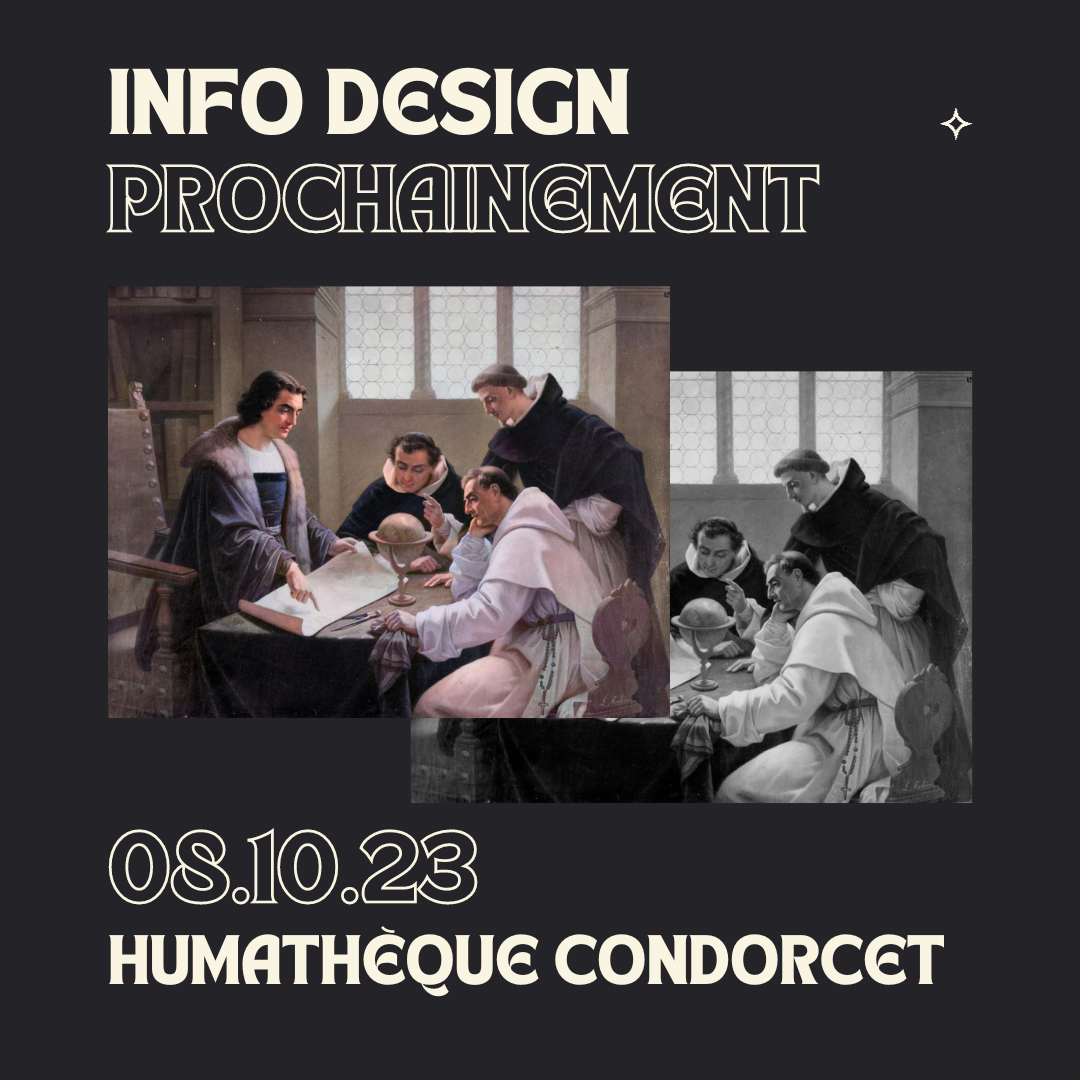 INFO DESIGN
PROCHAINEMENT
08.10.23
HUMATHÈQUE CONDORCET